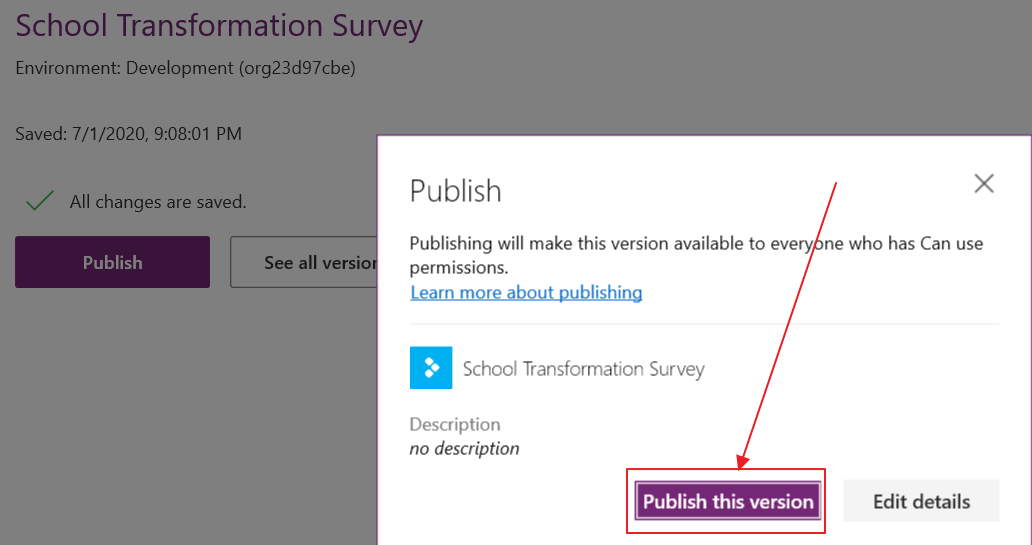 School Transformation Survey
Environment: Development (org23d97cbe)
Saved: 7/1/2020, 9:08:01 PM
All changes are saved.
Publish
See all version
Publish
Publishing will make this version available to everyone who has Can use
permissions.
Learn more about publishing
School Transformation Survey
Description
no description
Publish this version
Edit details